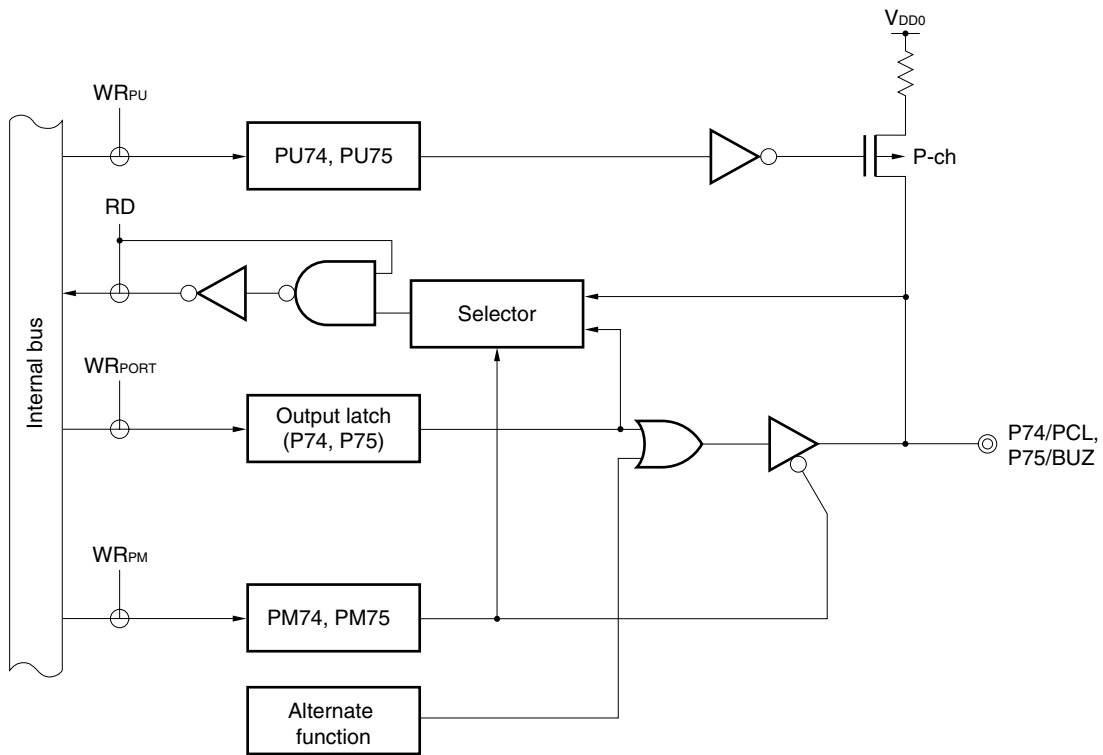 VDD0
WRPU
PU74, PU75
P-ch
RD
Selector
Internal bus
WRPORT
Output latch
(P74, P75)
P74/PCL,
P75/BUZ
WRPM
PM74, PM75
Alternate
function